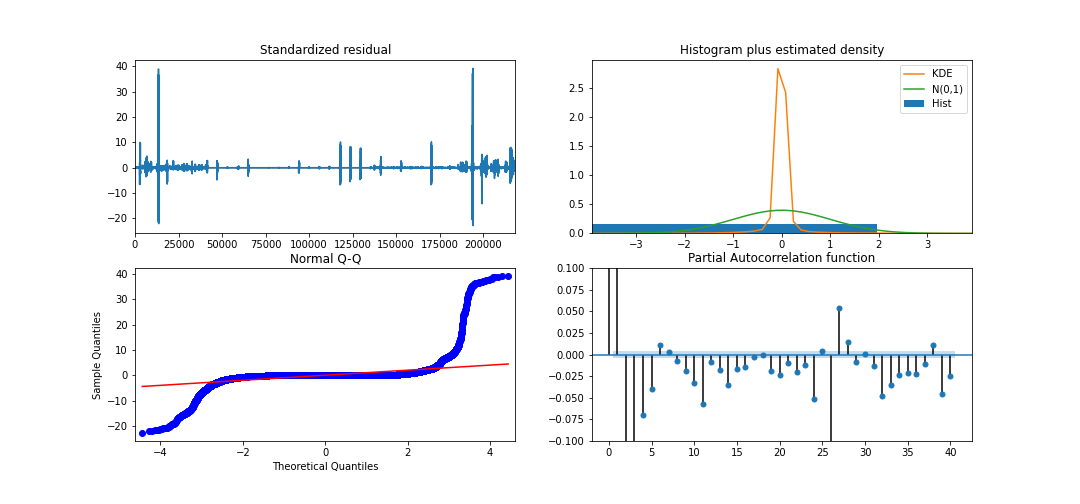 Standardized residual
40
30
20
10
0
−10
−20
0 25000 50000 75000 100000 125000 150000 175000 200000
Histogram plus estimated density
KDE
N(0,1)
Hist
2.5
2.0
1.5
1.0
0.5
0.0
−3 −2 −1 0 1 2 3
Normal Q-Q
Sample Quantiles
40
30
20
10
0
−10
−20
−4 −2 0 2 4
Theoretical Quantiles
Partial Autocorrelation function
0.100
0.075
0.050
0.025
0.000
−0.025
−0.050
−0.075
−0.100
0 5 10 15 20 25 30 35 40